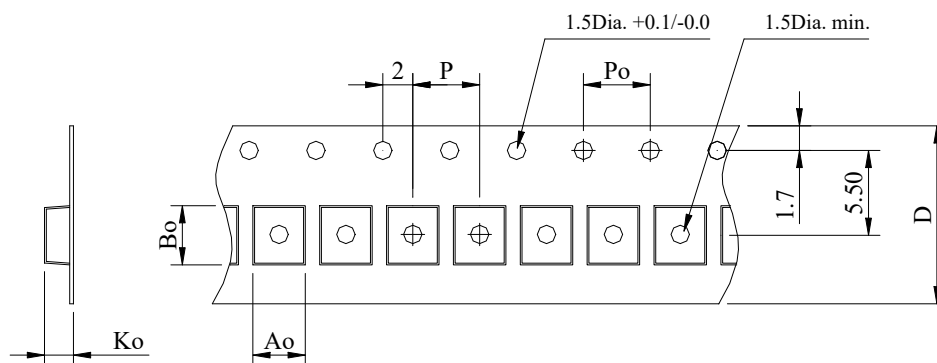 1.5Dia. +0.1/-0.0
1.5Dia. min.
2
P
Po
1.7
5.50
D
Bo
Ko
Ao